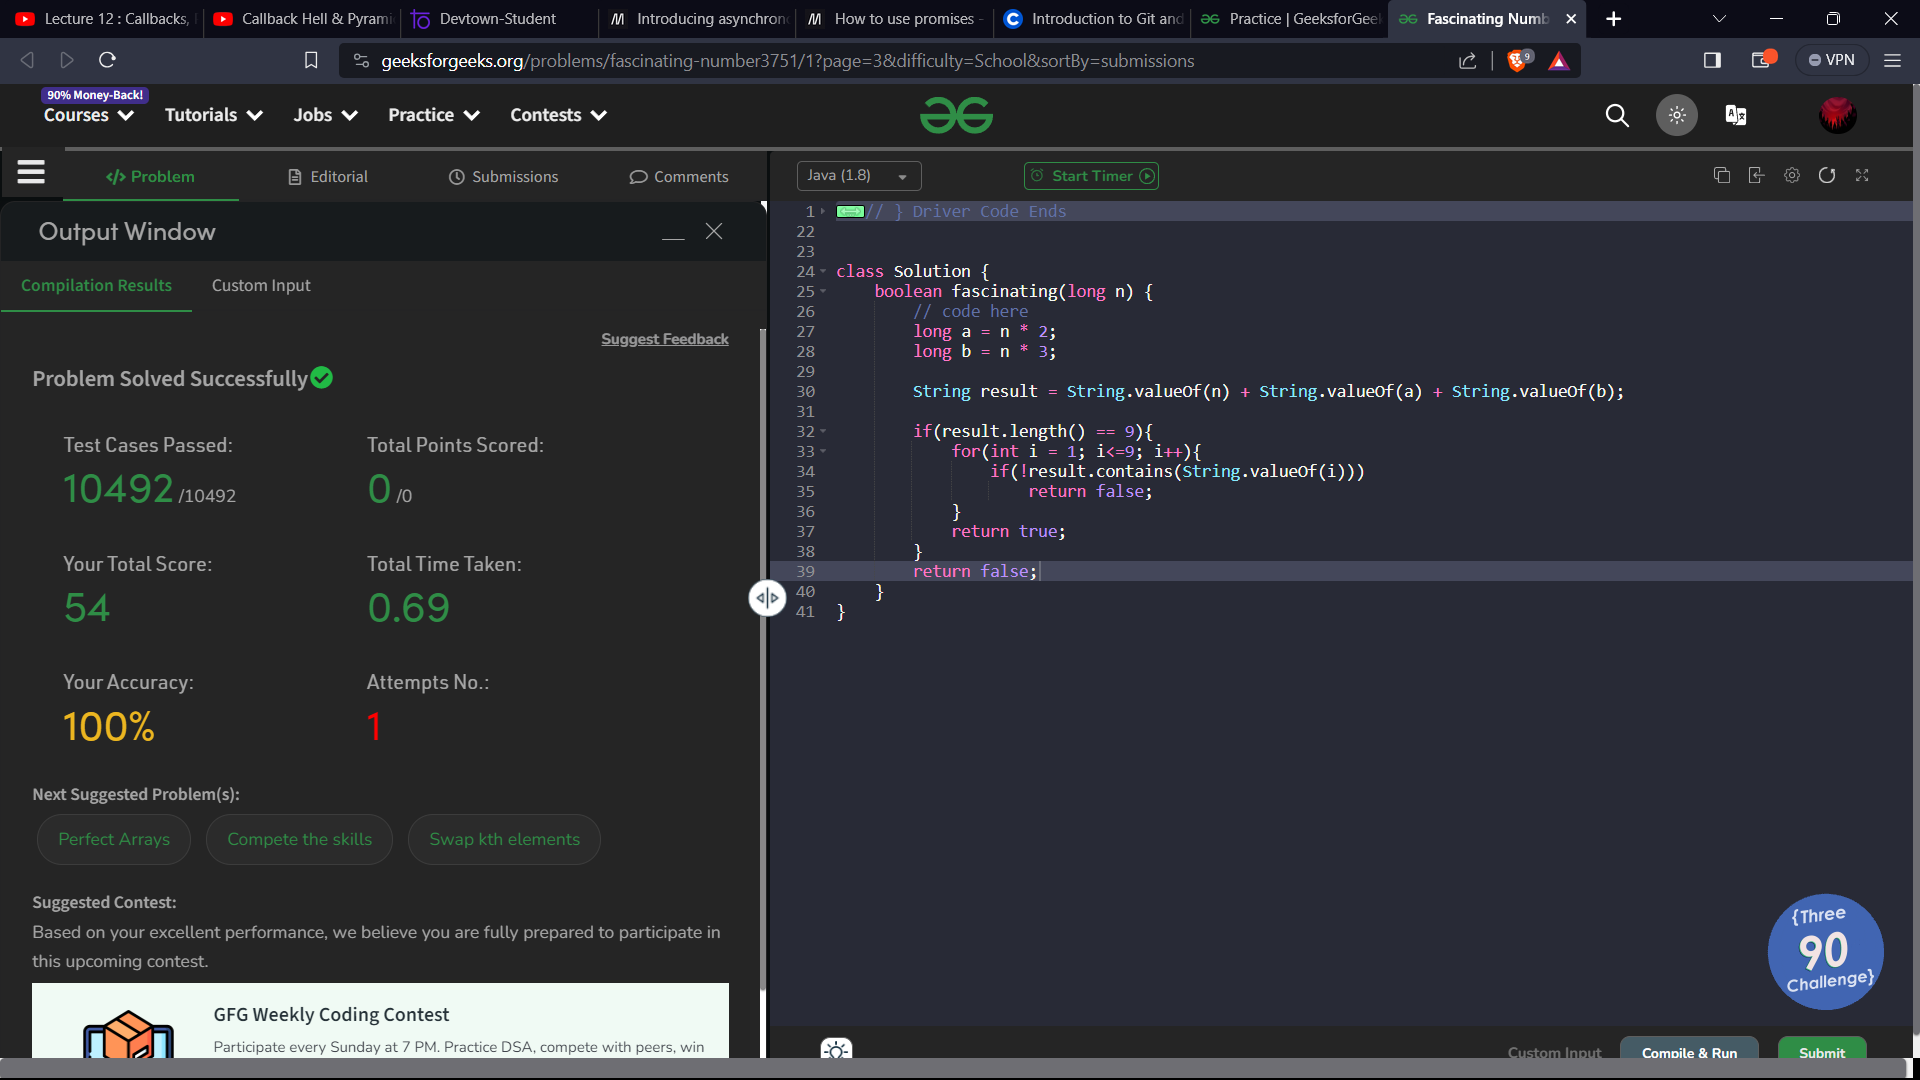 Lecture 12 : Callbacks,
Callback Hell & Pyrami
Devtown-Student
Introducing asynchron
How to use promises -
Introduction to Git and
Practice | GeeksforGee
Fascinating Numb
geeksforgeeks.org/problems/fascinating-number3751/1?page=3&difficulty=School&sortBy=submissions
9
VPN
90% Money-Back!
Courses
Tutorials
Jobs
Practice
Contests
</> Problem
Editorial
Submissions
Comments
Java (1.8)
Start Timer
Output Window
Compilation Results
Custom Input
Suggest Feedback
Problem Solved Successfully
Test Cases Passed:
Total Points Scored:
10492 /10492
0 /0
Your Total Score:
Total Time Taken:
54
0.69
Your Accuracy:
Attempts No.:
100%
1
Next Suggested Problem(s):
Perfect Arrays
Compete the skills
Swap kth elements
Suggested Contest:
Based on your excellent performance, we believe you are fully prepared to participate in
this upcoming contest.
GFG Weekly Coding Contest
Participate every Sunday at 7 PM. Practice DSA, compete with peers, win
1 // } Driver Code Ends
22
23
24 class Solution {
25 boolean fascinating(long n) {
26 // code here
27 long a = n * 2;
28 long b = n * 3;
29
30 String result = String.valueOf(n) + String.valueOf(a) + String.valueOf(b);
31
32 if(result.length() == 9){
33 for(int i = 1; i<=9; i++){
34 if(!result.contains(String.valueOf(i)))
35 return false;
36 }
37 return true;
38 }
39 return false;
40 }
41 }
{Three
90
Challenge}
Custom Input
Compile & Run
Submit